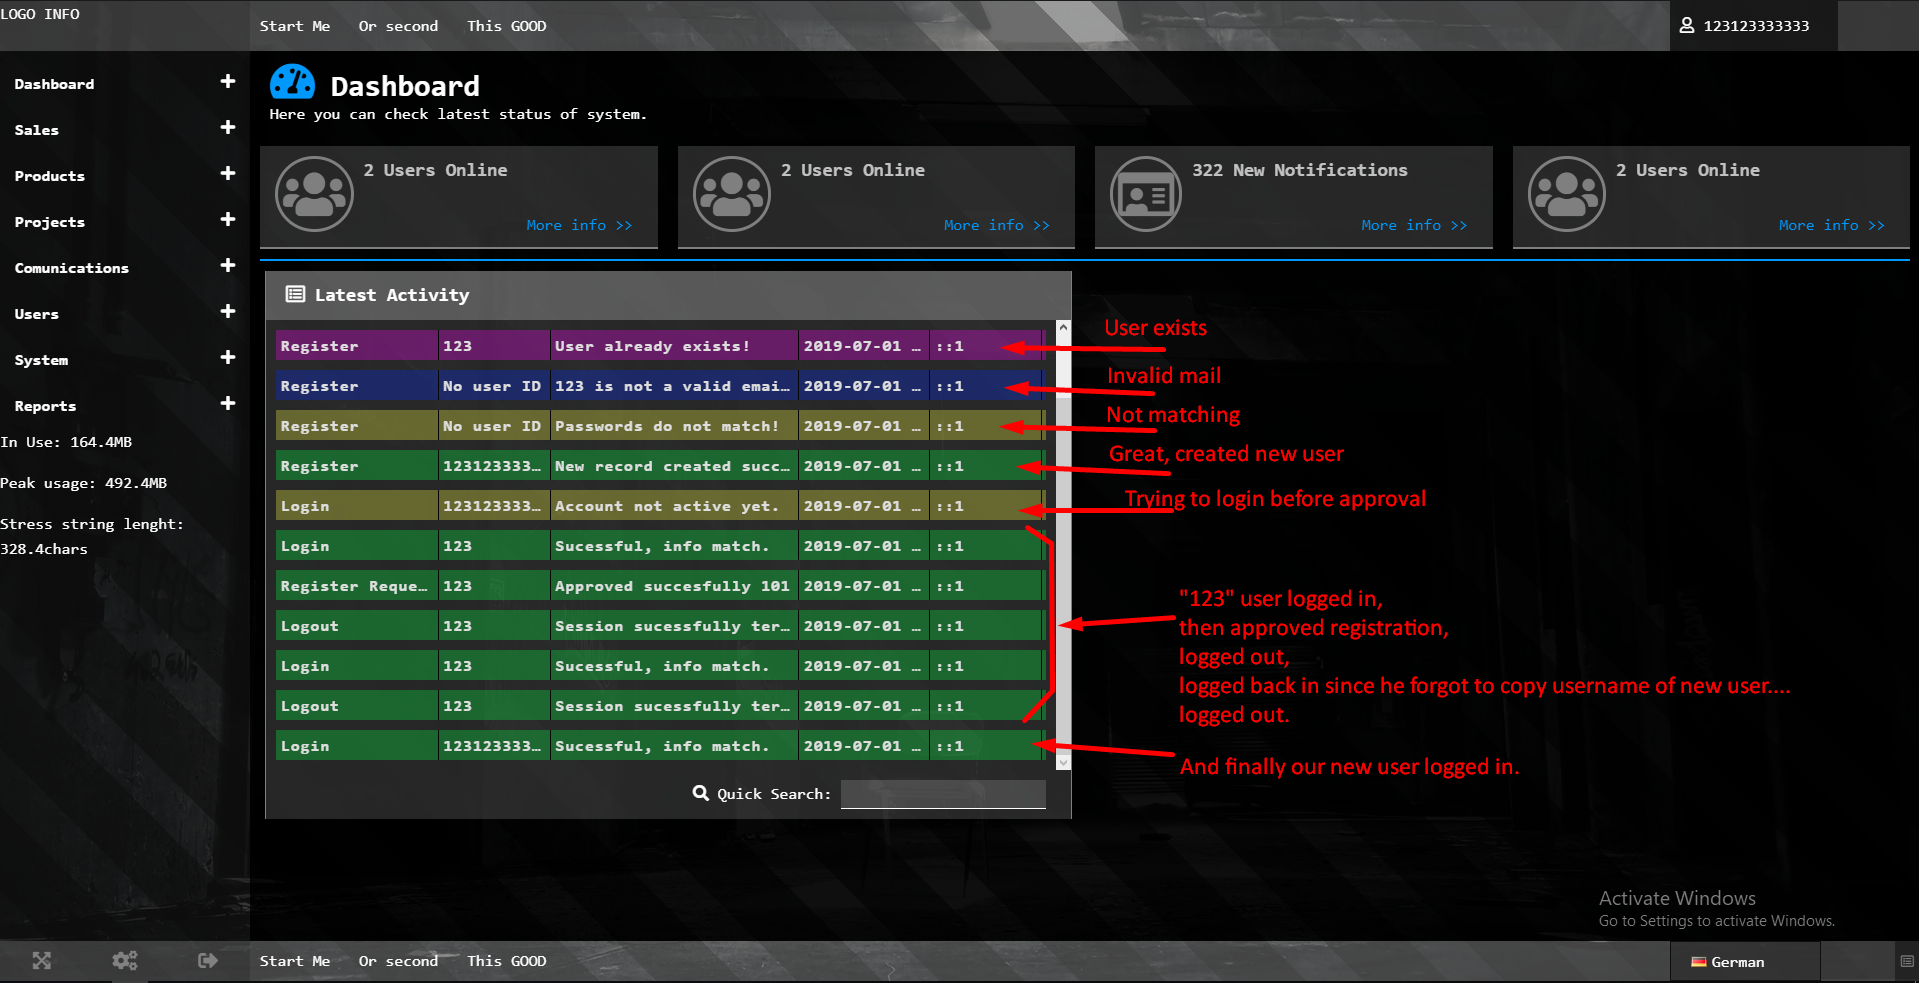 LOGO INFO
Start Me Or second This GOOD
123123333333
Dashboard
Sales
Products
Projects
Comunications
Users
System
Reports
In Use: 164.4MB
Peak usage: 492.4MB
Stress string lenght:
328.4chars
Dashboard
Here you can check latest status of system.
2 Users Online
More info >>
2 Users Online
More info >>
322 New Notifications
More info >>
2 Users Online
More info >>
Latest Activity
Register 123 User already exists! 2019-07-01 … ::1
Register No user ID 123 is not a valid emai… 2019-07-01 … ::1
Register No user ID Passwords do not match! 2019-07-01 … ::1
Register 123123333… New record created succ… 2019-07-01 … ::1
Login 123123333… Account not active yet. 2019-07-01 … ::1
Login 123 Sucessful, info match. 2019-07-01 … ::1
Register Reque… 123 Approved succesfully 101 2019-07-01 … ::1
Logout 123 Session sucessfully ter… 2019-07-01 … ::1
Login 123 Sucessful, info match. 2019-07-01 … ::1
Logout 123 Session sucessfully ter… 2019-07-01 … ::1
Login 123123333… Sucessful, info match. 2019-07-01 … ::1
Quick Search:
User exists
Invalid mail
Not matching
Great, created new user
Trying to login before approval
"123" user logged in,
then approved registration,
logged out,
logged back in since he forgot to copy username of new user....
logged out.
And finally our new user logged in.
Activate Windows
Go to Settings to activate Windows.
Start Me Or second This GOOD
German